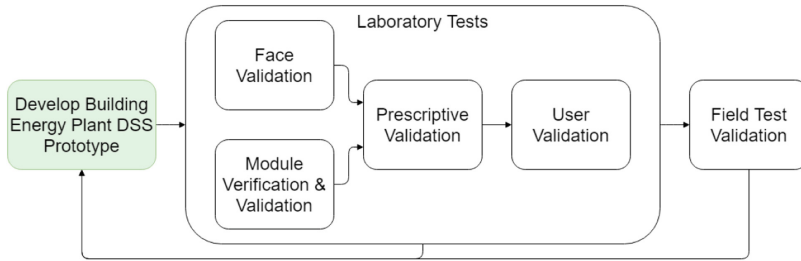 Laboratory Tests
Develop Building
Energy Plant DSS
Prototype
Face
Validation
Module
Verification &
Validation
Prescriptive
Validation
User
Validation
Field Test
Validation